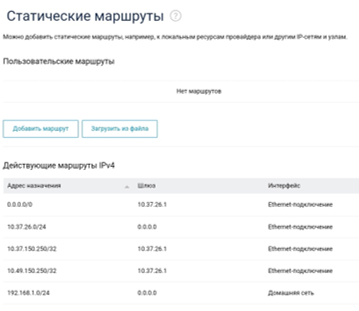 Статические маршруты ?
Можно добавить статические маршруты, например, к локальным ресурсам провайдера или другим IP-сетям и узлам.
Пользовательские маршруты
Нет маршрутов
Добавить маршрут Загрузить из файла
Действующие маршруты IPv4
Адрес назначения Шлюз Интерфейс
0.0.0.0/0 10.37.26.1 Ethernet-подключение
10.37.26.0/24 0.0.0.0 Ethernet-подключение
10.37.150.250/32 10.37.26.1 Ethernet-подключение
10.49.150.250/32 10.37.26.1 Ethernet-подключение
192.168.1.0/24 0.0.0.0 Домашняя сеть